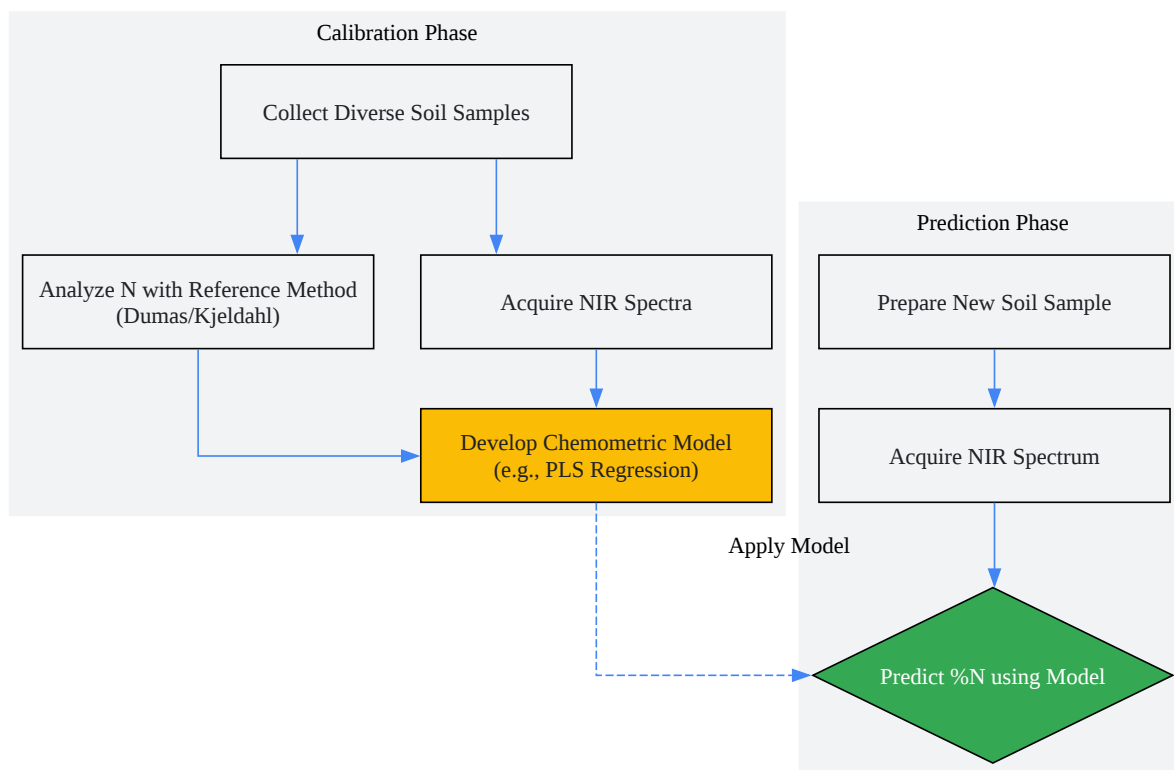 Calibration Phase
Collect Diverse Soil Samples
Analyze N with Reference Method
(Dumas/Kjeldahl)
Acquire NIR Spectra
Develop Chemometric Model
(e.g., PLS Regression)
Prediction Phase
Prepare New Soil Sample
Acquire NIR Spectrum
Apply Model
Predict %N using Model